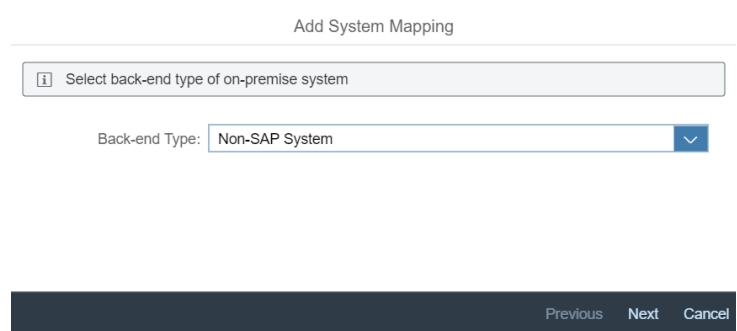 Add System Mapping
Select back-end type of on-premise system
Back-end Type: Non-SAP System
Previous Next Cancel